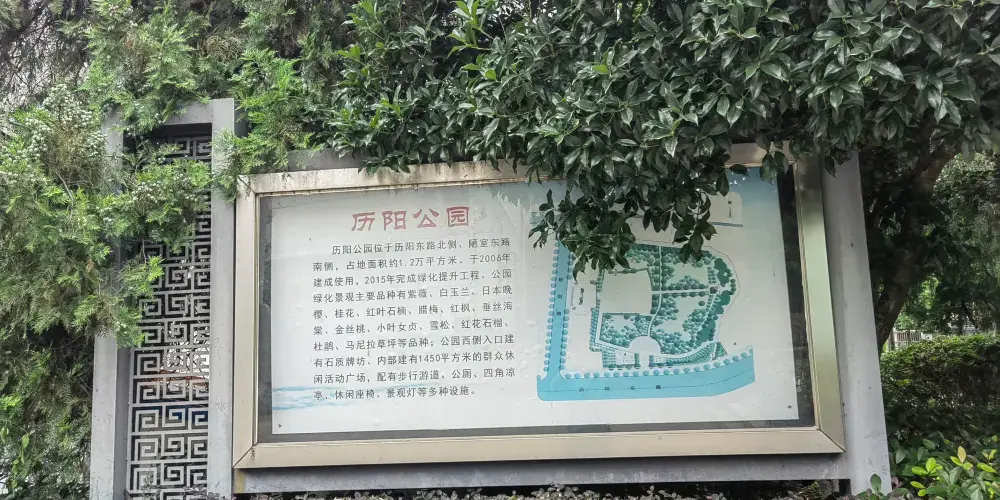 历阳公园
历阳公园位于历阳东路北侧、陋室东路
南侧，占地面积约1.2万平方米。于2006年
建成使用，2015年完成绿化提升工程。公园
绿化景观主要品种有紫薇、白玉兰、日本晚
樱、桂花、红叶石楠、腊梅、红枫、垂丝海
棠、金丝桃、小叶女贞、雪松、红花石榴、
杜鹃、马尼拉草坪等品种；公园西侧入口建
有石质牌坊、内部建有1450平方米的群众休
闲活动广场，配有步行游道、公厕、四角凉
亭、休闲座椅、景观灯等多种设施。
历阳东路